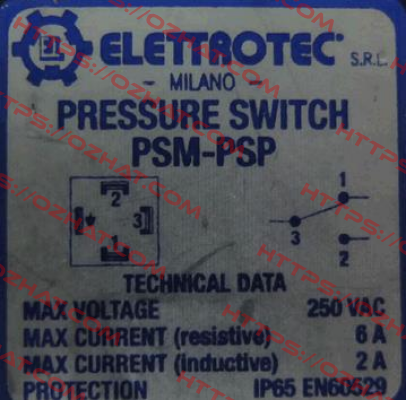 ELETTROTEC S.R.L.
- MILANO -
PRESSURE SWITCH
PSM-PSP
2
3
1
1
3
2
TECHNICAL DATA
MAX VOLTAGE 250 VAC
MAX CURRENT (resistive) 6 A
MAX CURRENT (inductive) 2 A
PROTECTION IP65 EN60529
HTTPS://OZHAT.COM